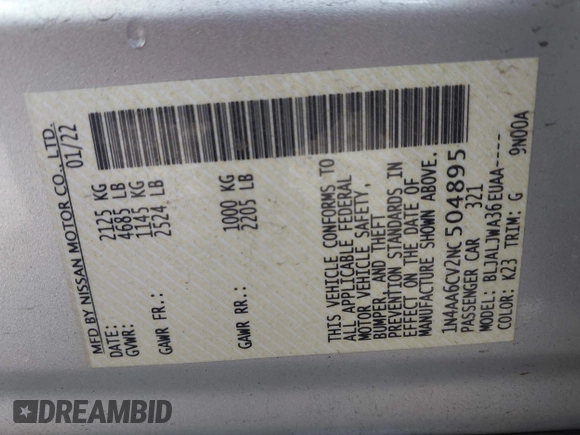 MFD BY NISSAN MOTOR CO., LTD.
DATE: 01/22
GVWR: 2125 KG
4685 LB
GAWR FR.: 1145 KG
2524 LB
GAWR RR.: 1000 KG
2205 LB
THIS VEHICLE CONFORMS TO
ALL APPLICABLE FEDERAL
MOTOR VEHICLE SAFETY,
BUMPER AND THEFT
PREVENTION STANDARDS IN
EFFECT ON THE DATE OF
MANUFACTURE SHOWN ABOVE.
1N4AA6CV2NC504895
PASSENGER CAR 321
MODEL: BLJALJWA36EUAA----
COLOR: K23 TRIM: G 9N00A
DREAMBID